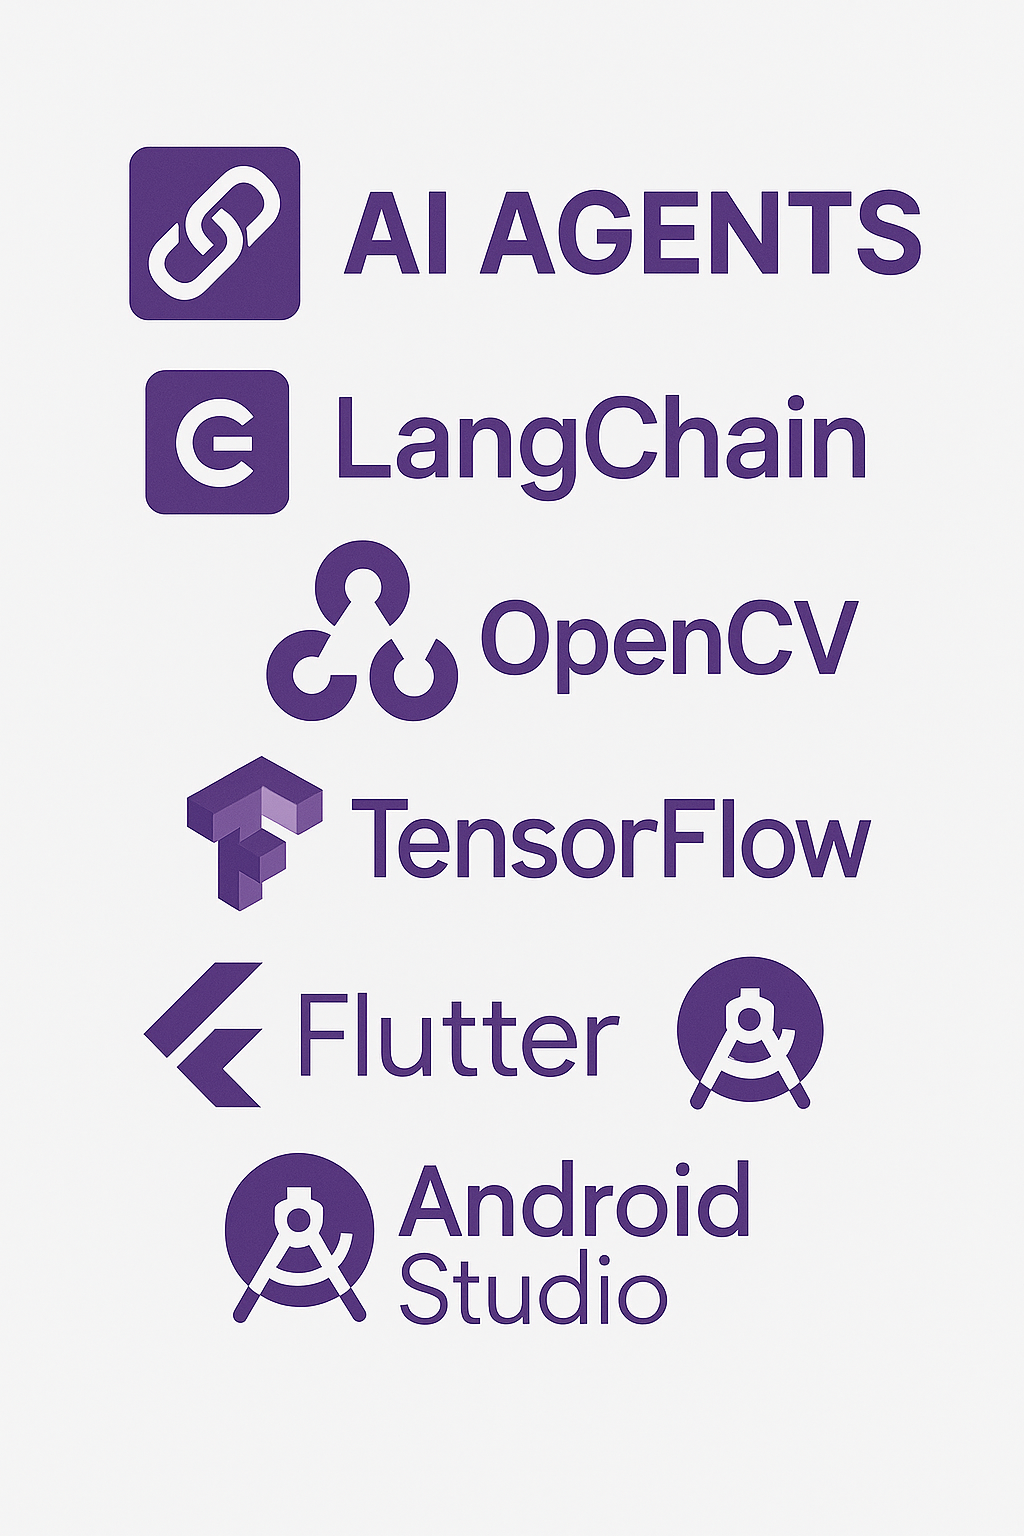 AI AGENTS
LangChain
OpenCV
TensorFlow
Flutter
Android
Studio